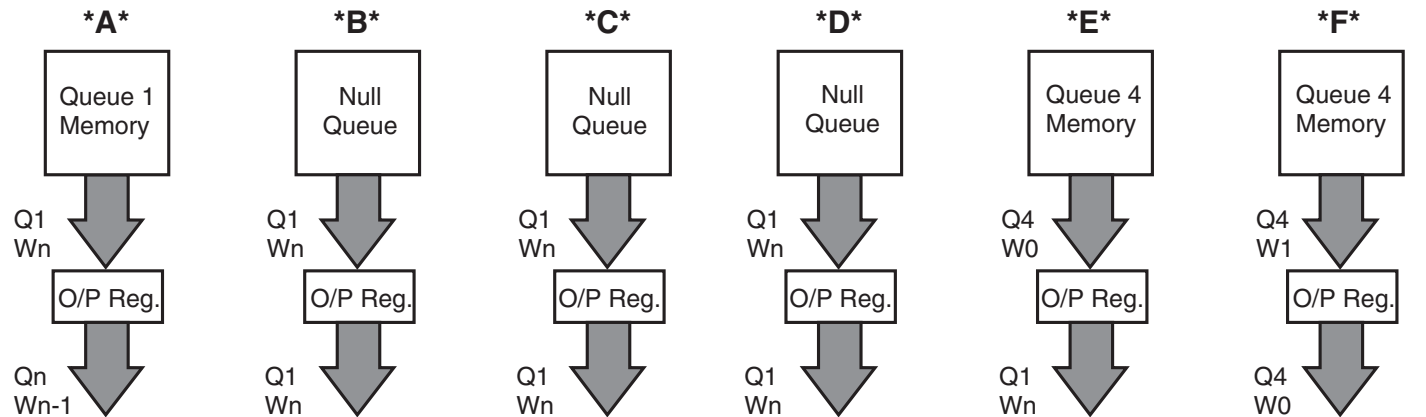 *A* *B* *C* *D* *E* *F*
Queue 1
Memory
Null
Queue
Null
Queue
Null
Queue
Queue 4
Memory
Queue 4
Memory
Q1
Wn
Q1
Wn
Q1
Wn
Q1
Wn
Q4
W0
Q4
W1
O/P Reg. O/P Reg. O/P Reg. O/P Reg. O/P Reg. O/P Reg.
Qn
Wn-1
Q1
Wn
Q1
Wn
Q1
Wn
Q1
Wn
Q4
W0